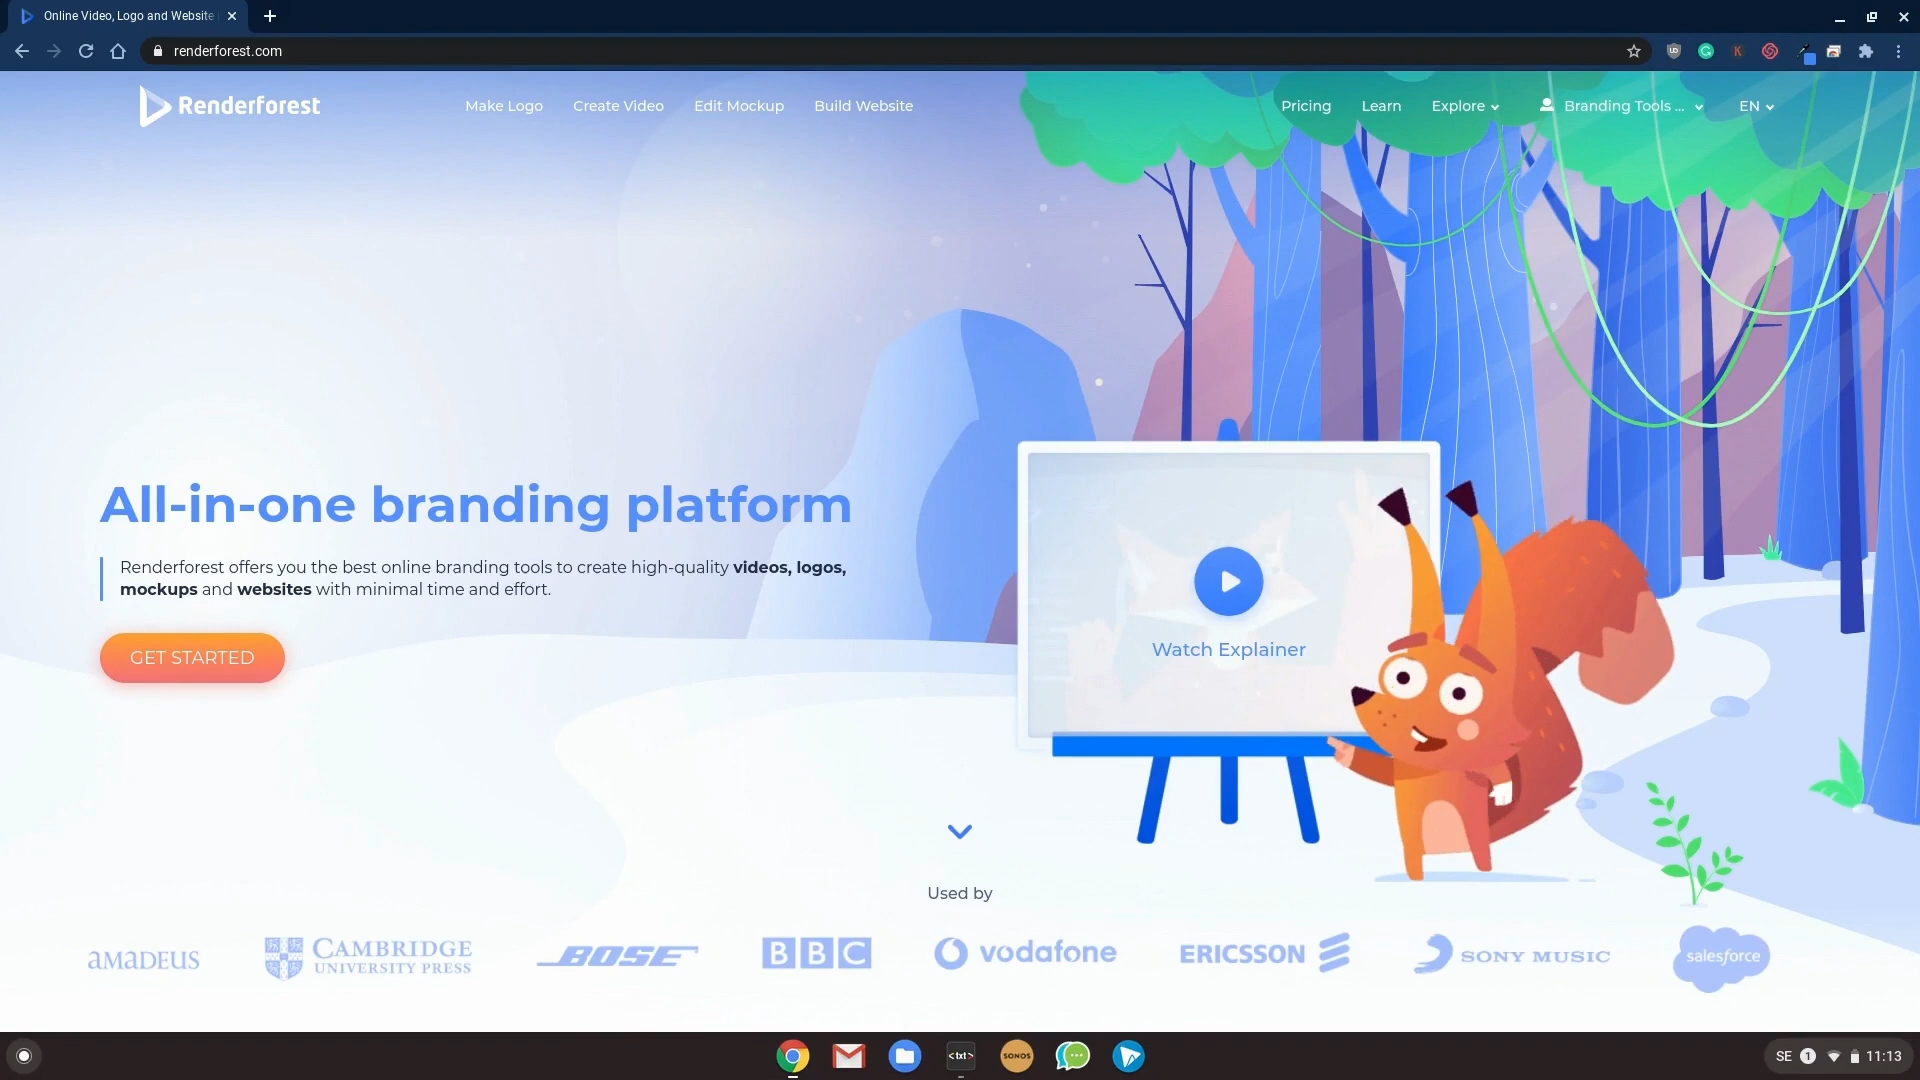 Online Video, Logo and Website
renderforest.com
Renderforest
Make Logo
Create Video
Edit Mockup
Build Website
Pricing
Learn
Explore
Branding Tools ...
EN
All-in-one branding platform
Renderforest offers you the best online branding tools to create high-quality videos, logos,
mockups and websites with minimal time and effort.
GET STARTED
Watch Explainer
Used by
AMADEUS
CAMBRIDGE
UNIVERSITY PRESS
BOSE
BBC
vodafone
ERICSSON
SONY MUSIC
salesforce
<txt>
SONOS
SE 1 11:13